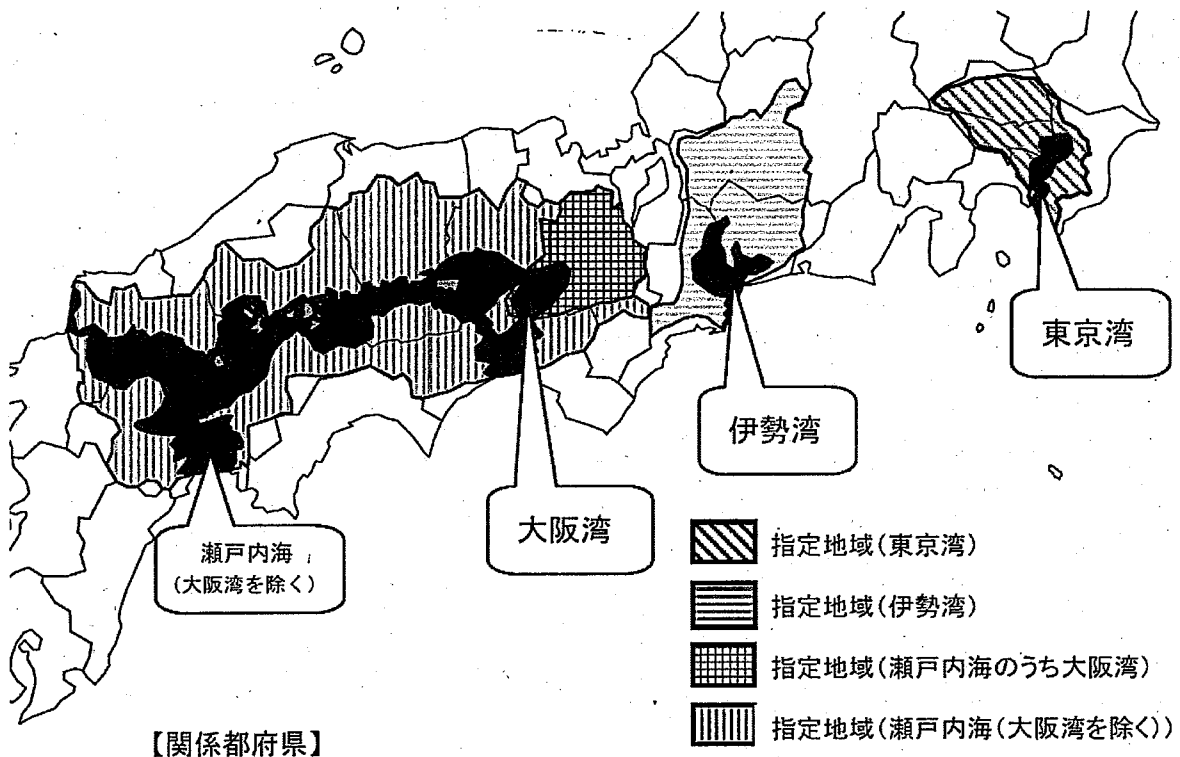 東京湾
伊勢湾
大阪湾
瀬戸内海
(大阪湾を除く)
指定地域(東京湾)
指定地域(伊勢湾)
指定地域(瀬戸内海のうち大阪湾)
指定地域(瀬戸内海(大阪湾を除く))
【関係都府県】